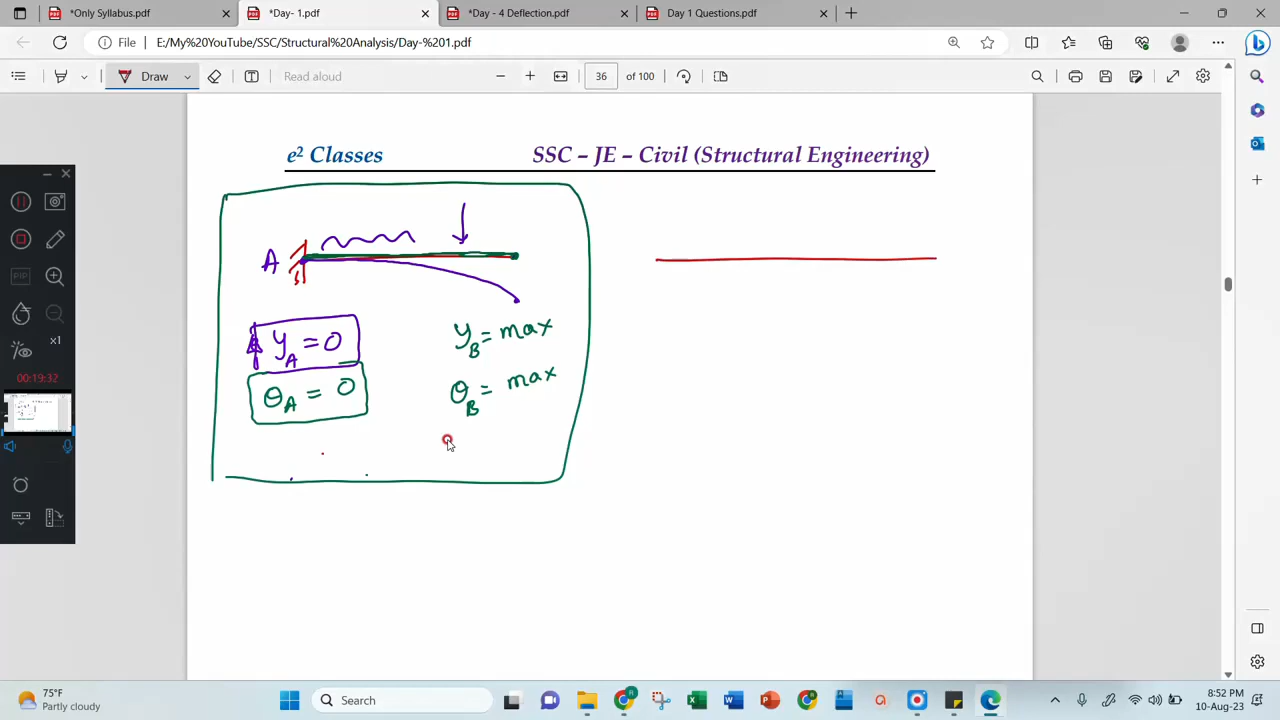 *Only Syllabus.pdf
*Day- 1.pdf
*Day - 4 Deflection.pdf
Day 1 Questions.pdf
File
E:/My%20YouTube/SSC/Structural%20Analysis/Day-%201.pdf
Draw
Read aloud
36
of 100
e² Classes
SSC – JE – Civil (Structural Engineering)
A
y_A = 0
y_B = max
θ_A = 0
θ_B = max
PIP
x1
00:19:32
75°F
Partly cloudy
Search
8:52 PM
10-Aug-23